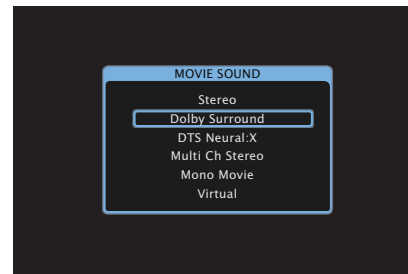 MOVIE SOUND
Stereo
Dolby Surround
DTS Neural:X
Multi Ch Stereo
Mono Movie
Virtual